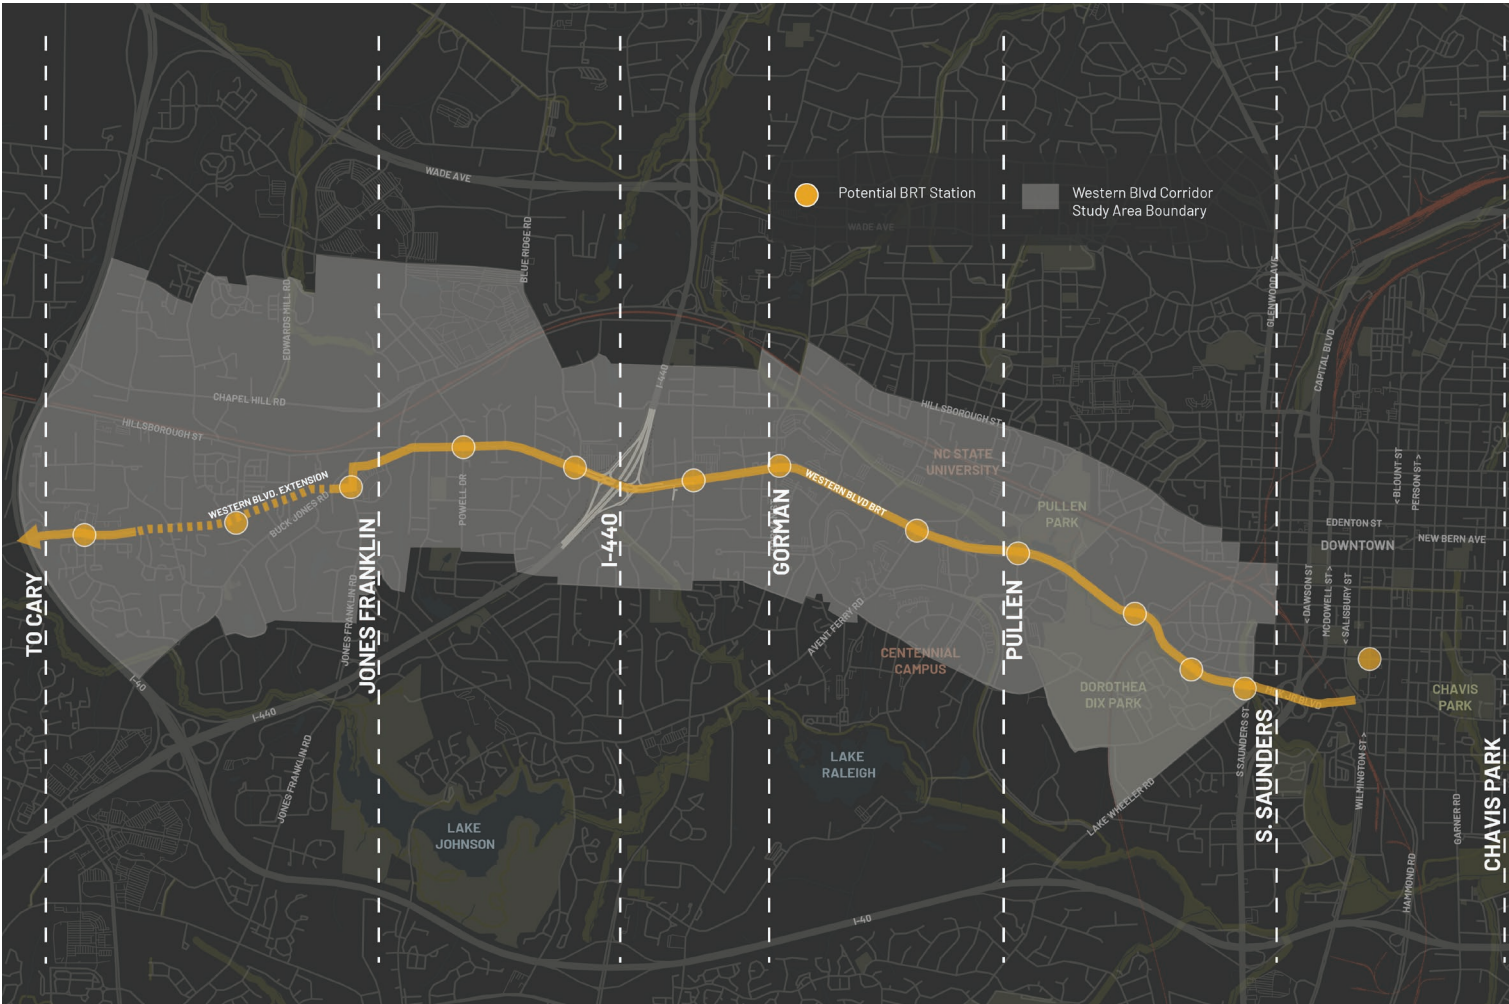 WADE AVE
Potential BRT Station
Western Blvd Corridor
Study Area Boundary
WADE AVE
BLUE RIDGE RD
GLENWOOD AVE
EDWARDS MILL RD
CAPITAL BLVD
I-440
CHAPEL HILL RD
HILLSBOROUGH ST
HILLSBOROUGH ST
NC STATE
UNIVERSITY
WESTERN BLVD. EXTENSION
BUCK JONES RD
POWELL DR
WESTERN BLVD BRT
PULLEN
PARK
< BLOUNT ST
PERSON ST >
EDENTON ST
NEW BERN AVE
DOWNTOWN
I-440
GORMAN
TO CARY
JONES FRANKLIN
JONES FRANKLIN RD
PULLEN
< DAWSON ST
MCDOWELL ST >
< SALISBURY ST
AVENT FERRY RD
CENTENNIAL
CAMPUS
DOROTHEA
DIX PARK
MORTH BLVD
CHAVIS
PARK
I-40
I-440
JONES FRANKLIN RD
S SAUNDERS ST
S. SAUNDERS
WILMINGTON ST >
CHAVIS PARK
LAKE
RALEIGH
LAKE WHEELER RD
GARNER RD
LAKE
JOHNSON
HAMMOND RD
I-40